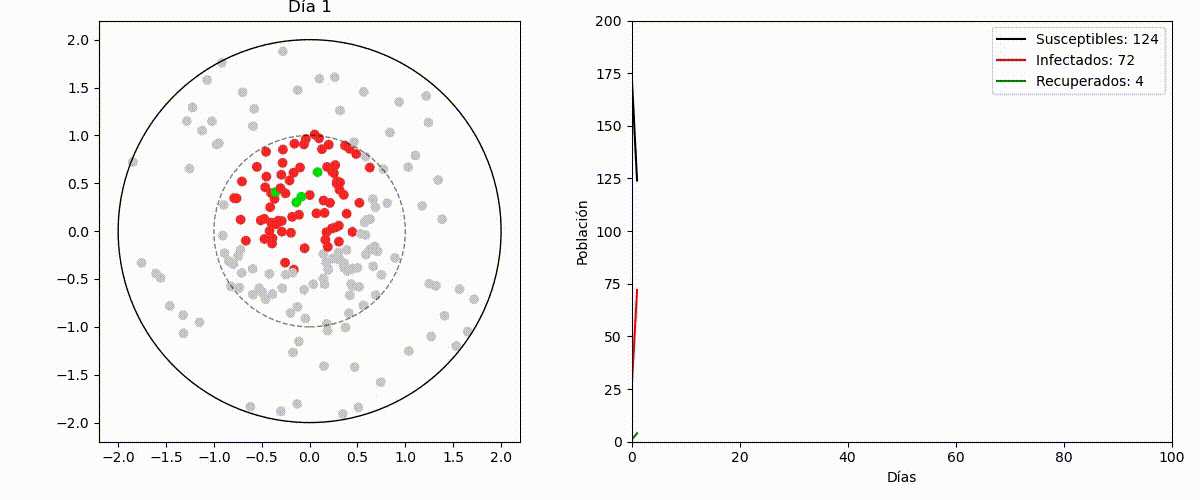 Día 1
2.0
1.5
1.0
0.5
0.0
−0.5
−1.0
−1.5
−2.0
−2.0 −1.5 −1.0 −0.5 0.0 0.5 1.0 1.5 2.0
Población
200
175
150
125
100
75
50
25
0
0 20 40 60 80 100
Días
Susceptibles: 124
Infectados: 72
Recuperados: 4